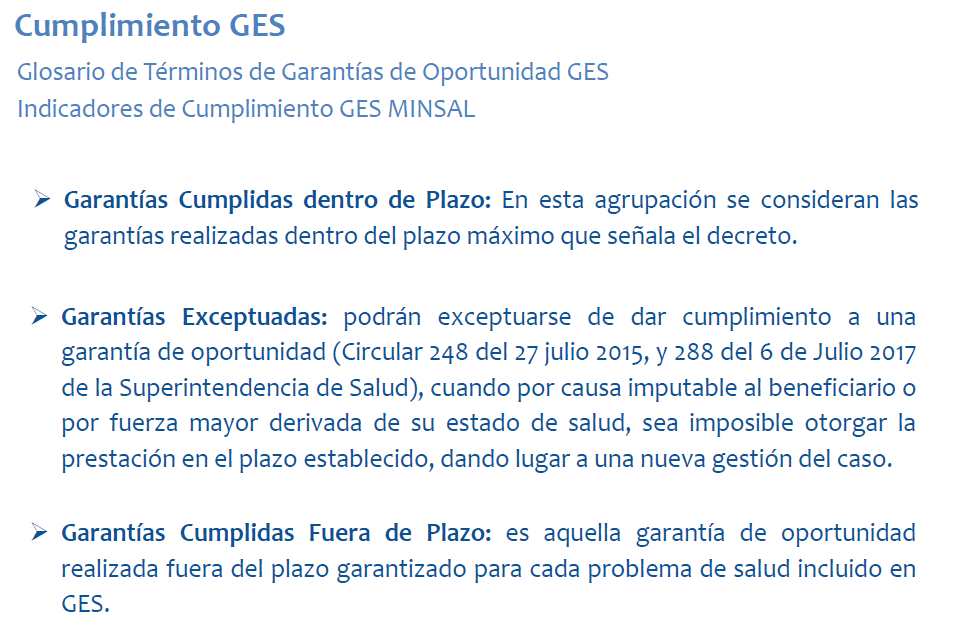 Cumplimiento GES
Glosario de Términos de Garantías de Oportunidad GES
Indicadores de Cumplimiento GES MINSAL
➢ Garantías Cumplidas dentro de Plazo: En esta agrupación se consideran las
garantías realizadas dentro del plazo máximo que señala el decreto.
➢ Garantías Exceptuadas: podrán exceptuarse de dar cumplimiento a una
garantía de oportunidad (Circular 248 del 27 julio 2015, y 288 del 6 de Julio 2017
de la Superintendencia de Salud), cuando por causa imputable al beneficiario o
por fuerza mayor derivada de su estado de salud, sea imposible otorgar la
prestación en el plazo establecido, dando lugar a una nueva gestión del caso.
➢ Garantías Cumplidas Fuera de Plazo: es aquella garantía de oportunidad
realizada fuera del plazo garantizado para cada problema de salud incluido en
GES.